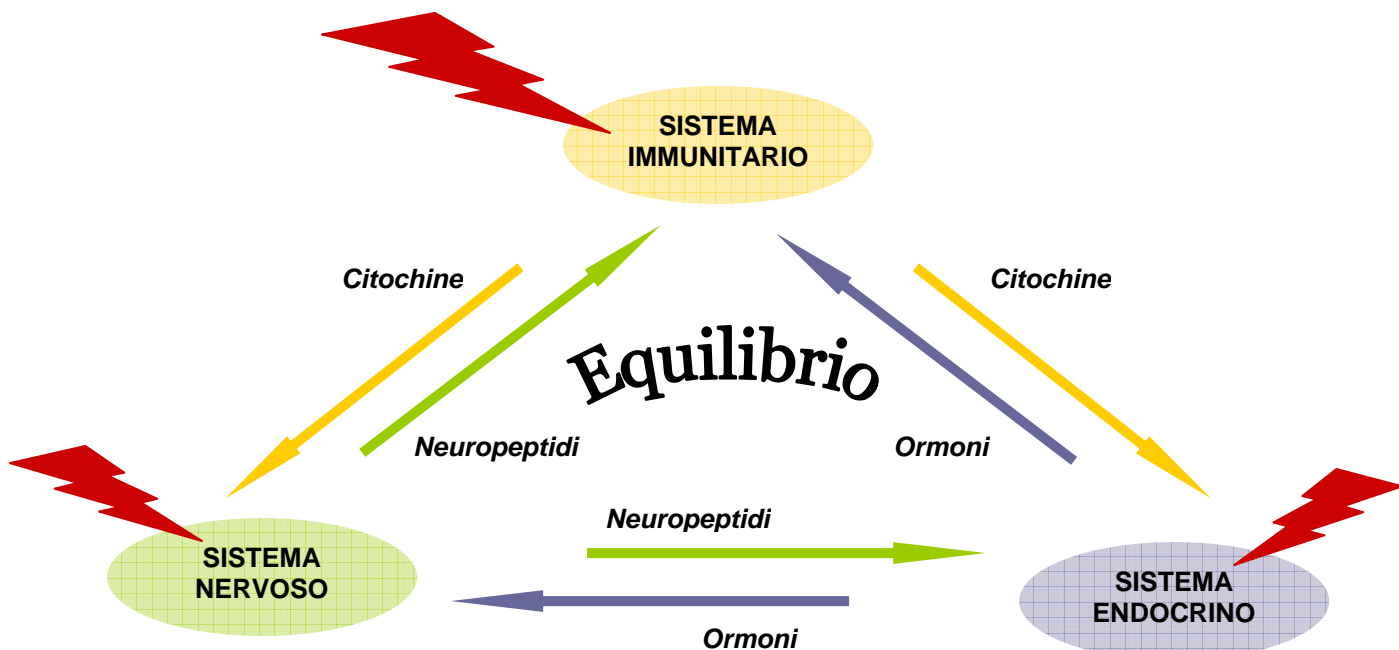 SISTEMA
IMMUNITARIO
Citochine
Citochine
Equilibrio
Neuropeptidi
Ormoni
Neuropeptidi
SISTEMA
NERVOSO
SISTEMA
ENDOCRINO
Ormoni